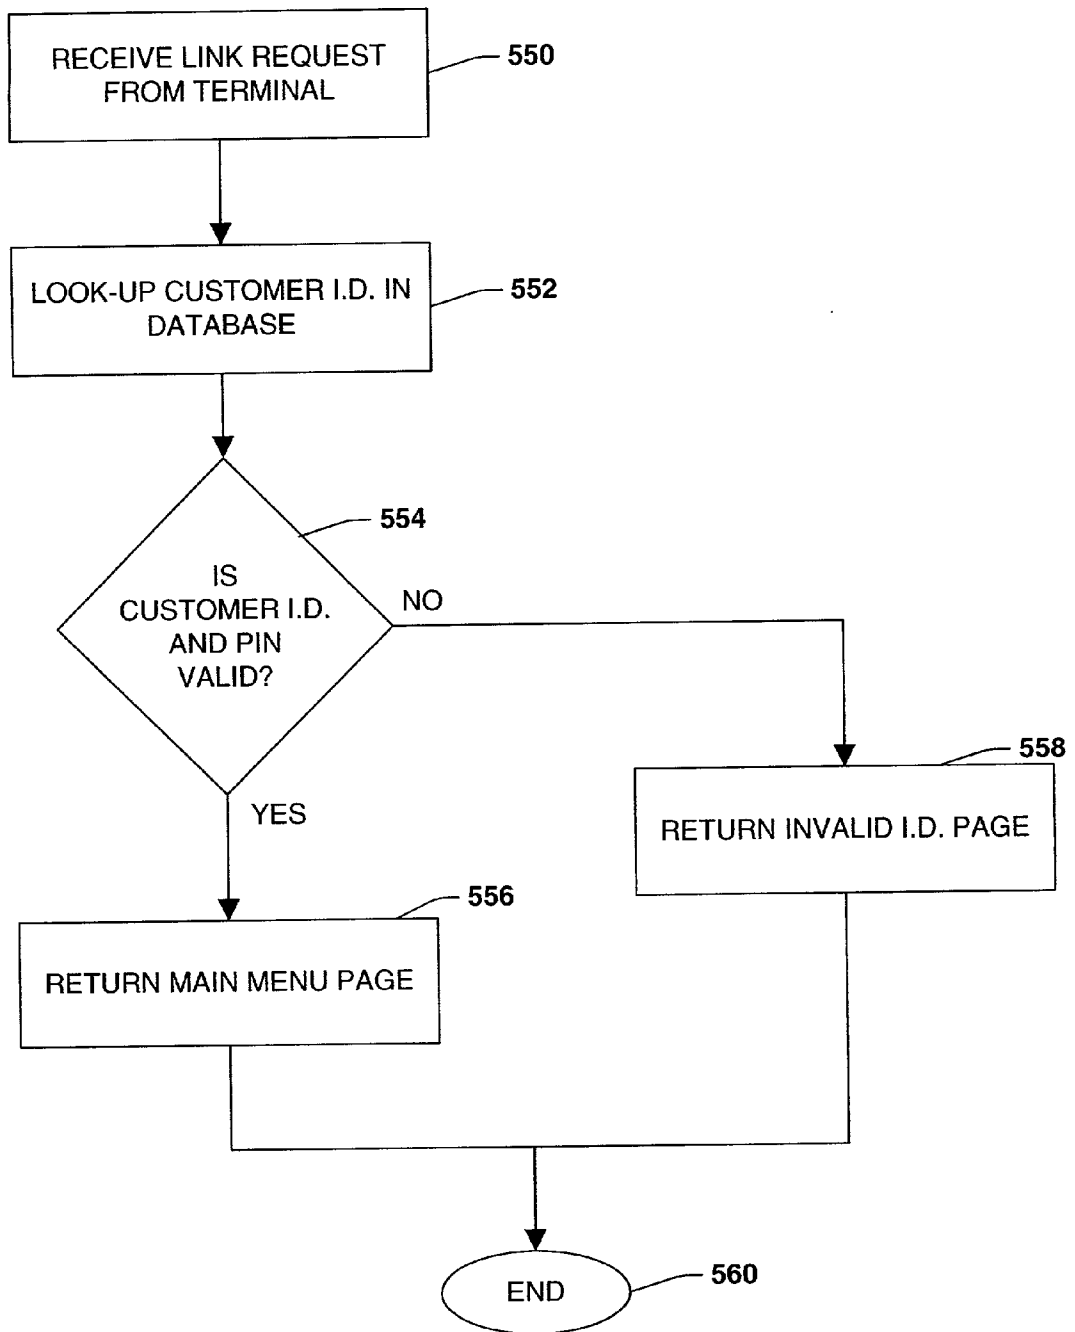 RECEIVE LINK REQUEST
FROM TERMINAL
550
LOOK-UP CUSTOMER I.D. IN
DATABASE
552
554
IS
CUSTOMER I.D.
AND PIN
VALID?
NO
YES
558
RETURN INVALID I.D. PAGE
556
RETURN MAIN MENU PAGE
END
560